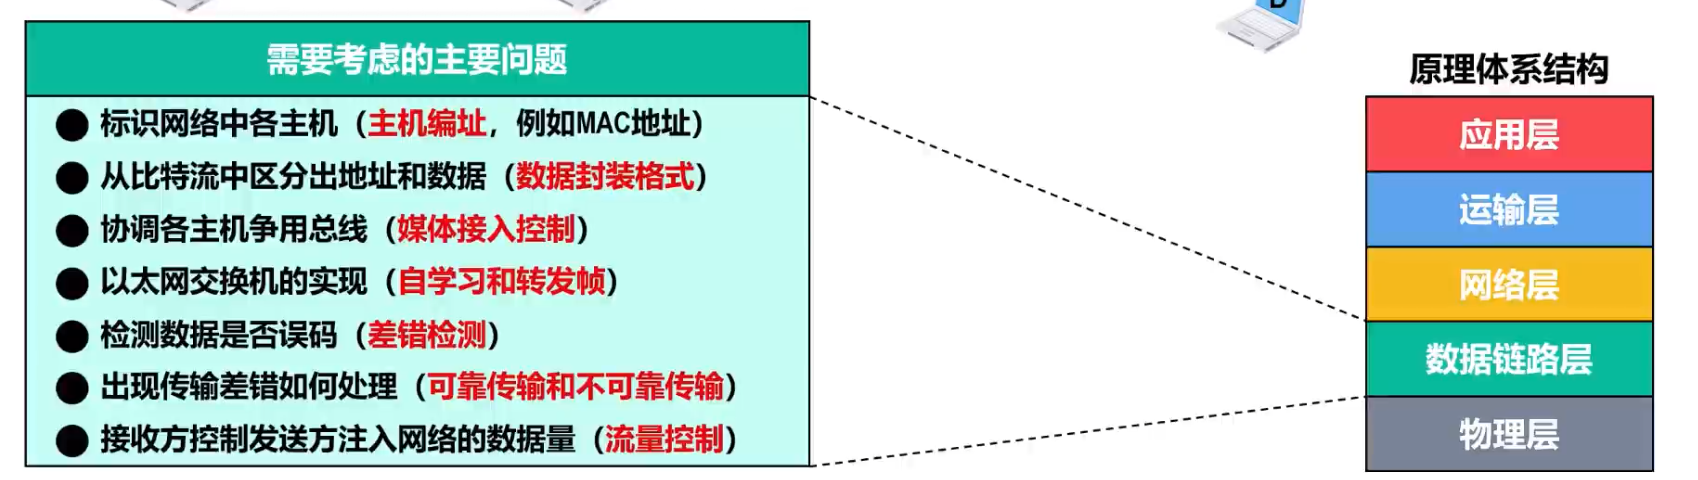 D
需要考虑的主要问题
● 标识网络中各主机（主机编址，例如MAC地址）
● 从比特流中区分出地址和数据（数据封装格式）
● 协调各主机争用总线（媒体接入控制）
● 以太网交换机的实现（自学习和转发帧）
● 检测数据是否误码（差错检测）
● 出现传输差错如何处理（可靠传输和不可靠传输）
● 接收方控制发送方注入网络的数据量（流量控制）
原理体系结构
应用层
运输层
网络层
数据链路层
物理层